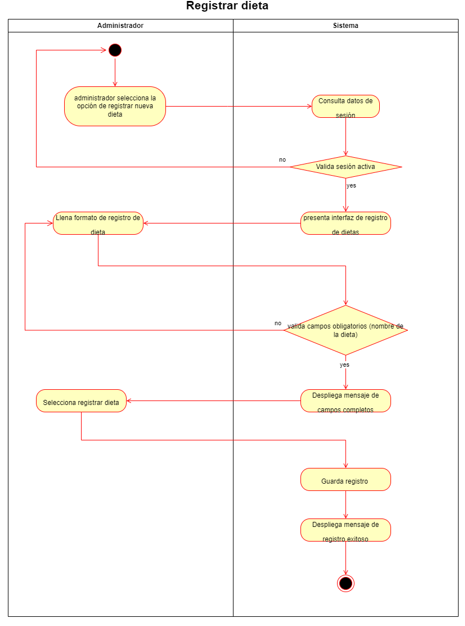 Registrar dieta
Administrador
Sistema
administrador selecciona la
opción de registrar nueva
dieta
Consulta datos de
sesión
no
Valida sesión activa
yes
Llena formato de registro de
dieta
presenta interfaz de registro
de dietas
no
valida campos obligatorios (nombre de
la dieta)
yes
Selecciona registrar dieta
Despliega mensaje de
campos completos
Guarda registro
Despliega mensaje de
registro exitoso